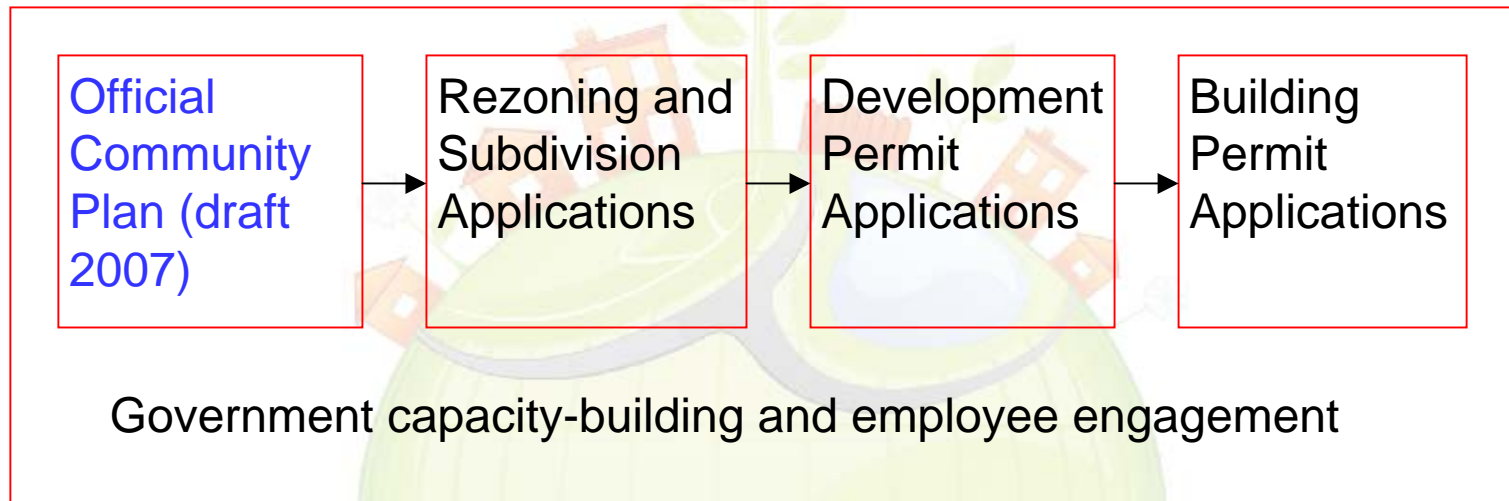 Official
Community
Plan (draft
2007)
Rezoning and
Subdivision
Applications
Development
Permit
Applications
Building
Permit
Applications
Government capacity-building and employee engagement